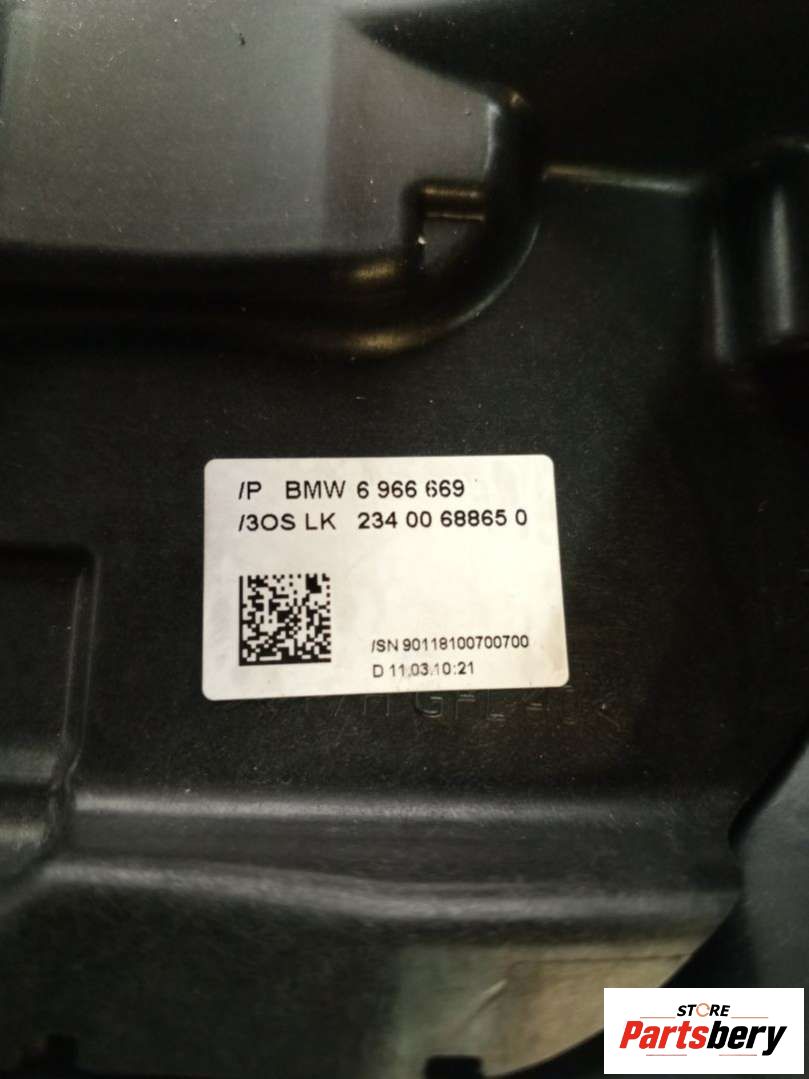 /P BMW 6 966 669
/3OS LK 234 00 68865 0
/SN 90118100700700
D 11.03.10:21
STORE
Partsbery